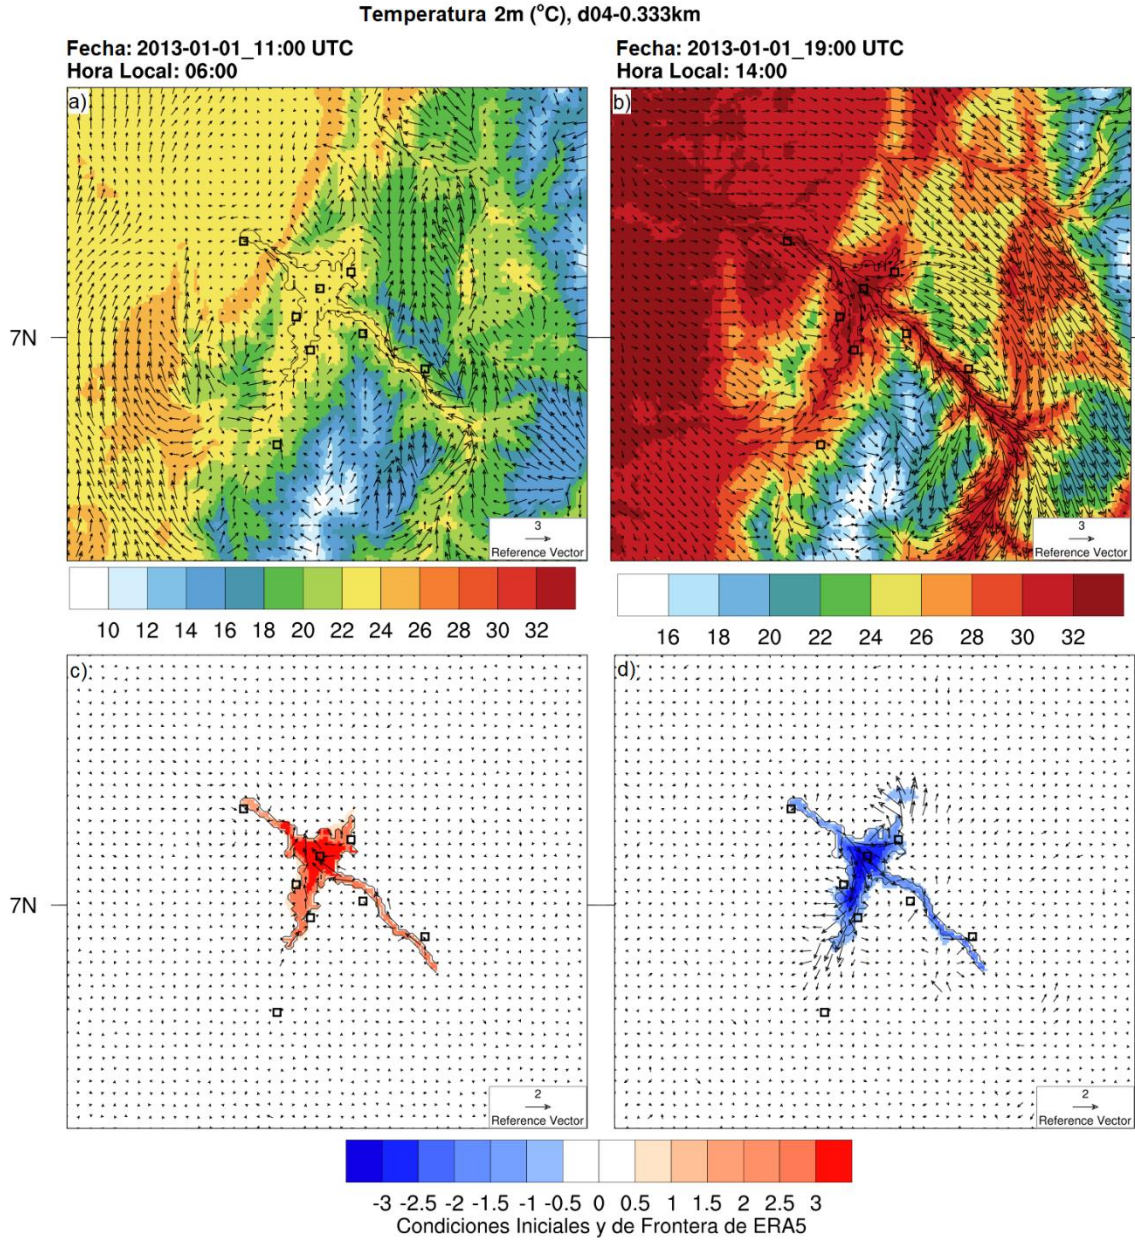 Temperatura 2m (°C), d04-0.333km
Fecha: 2013-01-01_11:00 UTC
Hora Local: 06:00
Fecha: 2013-01-01_19:00 UTC
Hora Local: 14:00
a)
b)
7N
3
Reference Vector
3
Reference Vector
10 12 14 16 18 20 22 24 26 28 30 32
16 18 20 22 24 26 28 30 32
c)
d)
7N
2
Reference Vector
2
Reference Vector
-3 -2.5 -2 -1.5 -1 -0.5 0 0.5 1 1.5 2 2.5 3
Condiciones Iniciales y de Frontera de ERA5